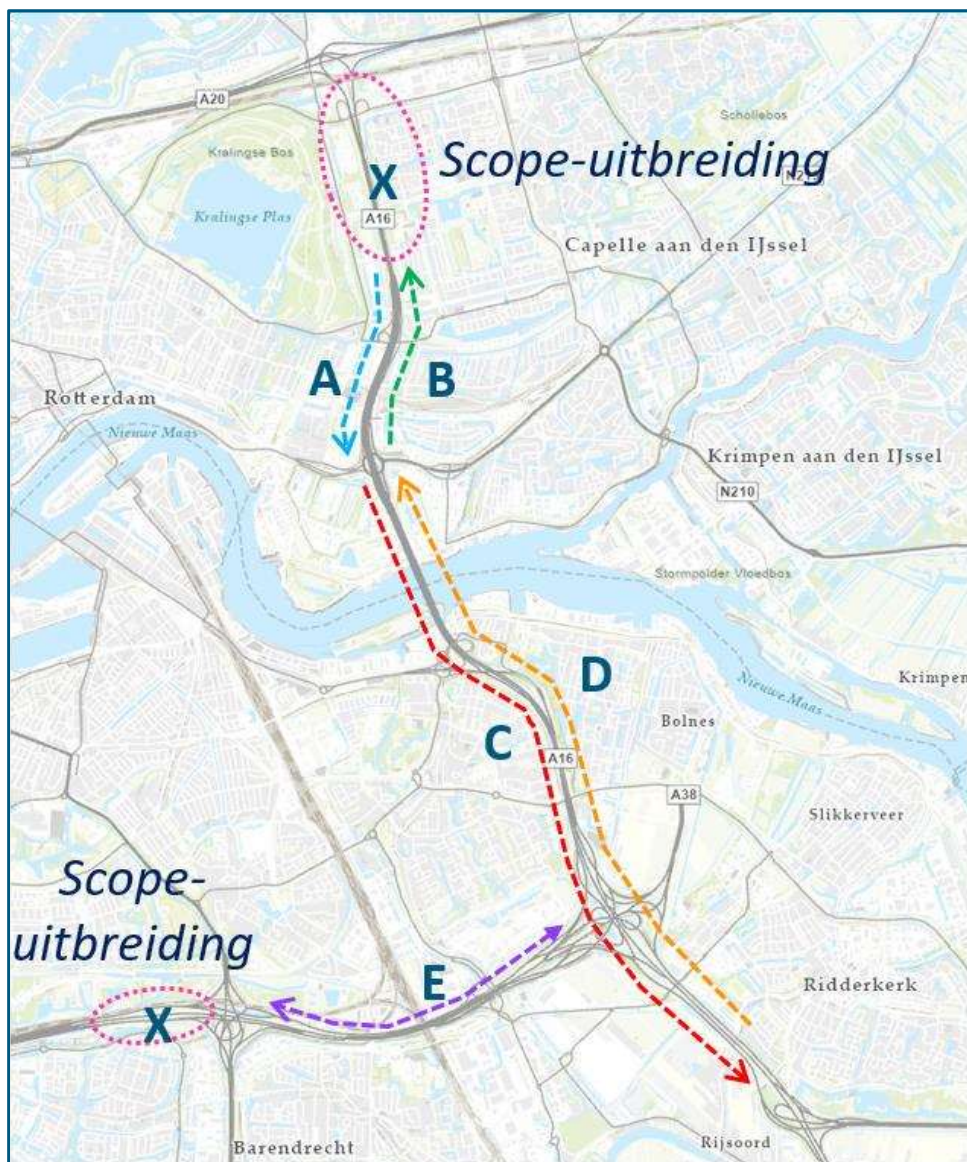 A20
Schollebos
Kralingse Bos
X
Scope-uitbreiding
Kralingse Plas
A16
Capelle aan den IJssel
A
B
Rotterdam
Nieuwe Maas
Krimpen aan den IJssel
N210
Stormpolder Vloedbos
D
Krimpen
Nieuwe Maas
Bolnes
C
A16
A38
Slikkerveer
Scope-
uitbreiding
E
Ridderkerk
X
Barendrecht
Rijsoord